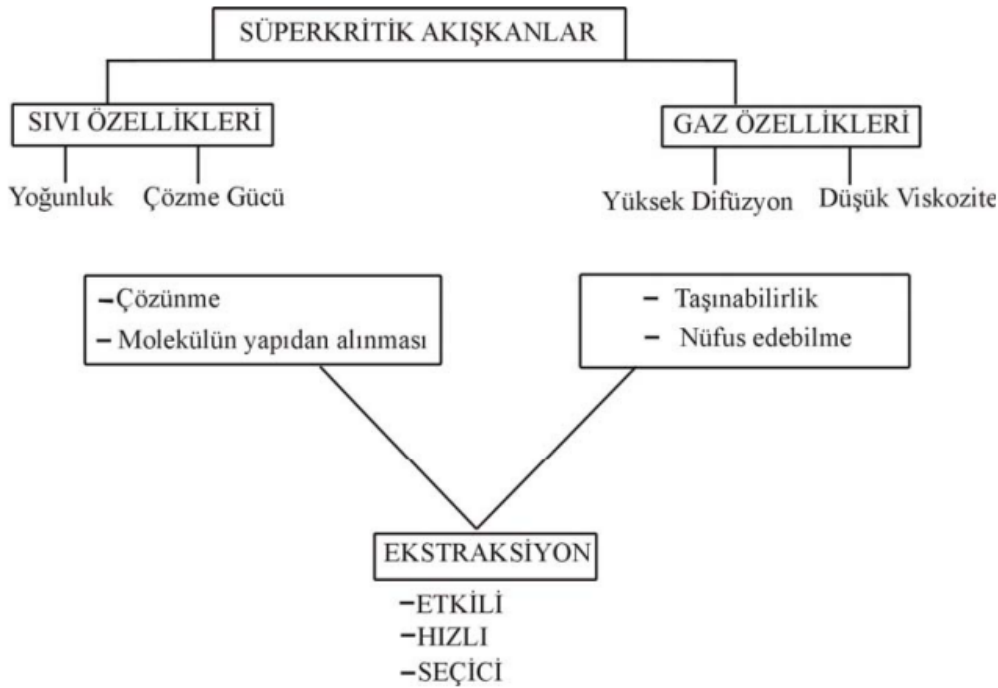 SÜPERKRİTİK AKIŞKANLAR
SIVI ÖZELLİKLERİ
GAZ ÖZELLİKLERİ
Yoğunluk
Çözme Gücü
Yüksek Difüzyon
Düşük Viskozite
–Çözünme
– Molekülün yapıdan alınması
– Taşınabilirlik
– Nüfus edebilme
EKSTRAKSİYON
–ETKİLİ
–HIZLI
–SEÇİCİ